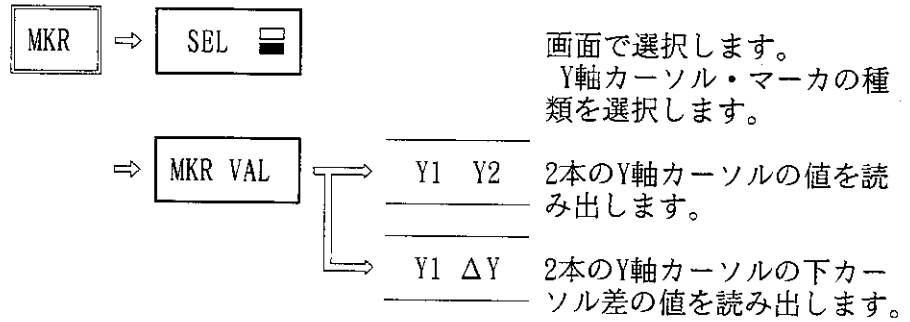 MKR ⇨ SEL
画面で選択します。
Y軸カーソル・マーカの種
類を選択します。
⇨ MKR VAL
Y1 Y2
2本のY軸カーソルの値を読
み出します。
Y1 ΔY
2本のY軸カーソルの下カー
ソル差の値を読み出します。